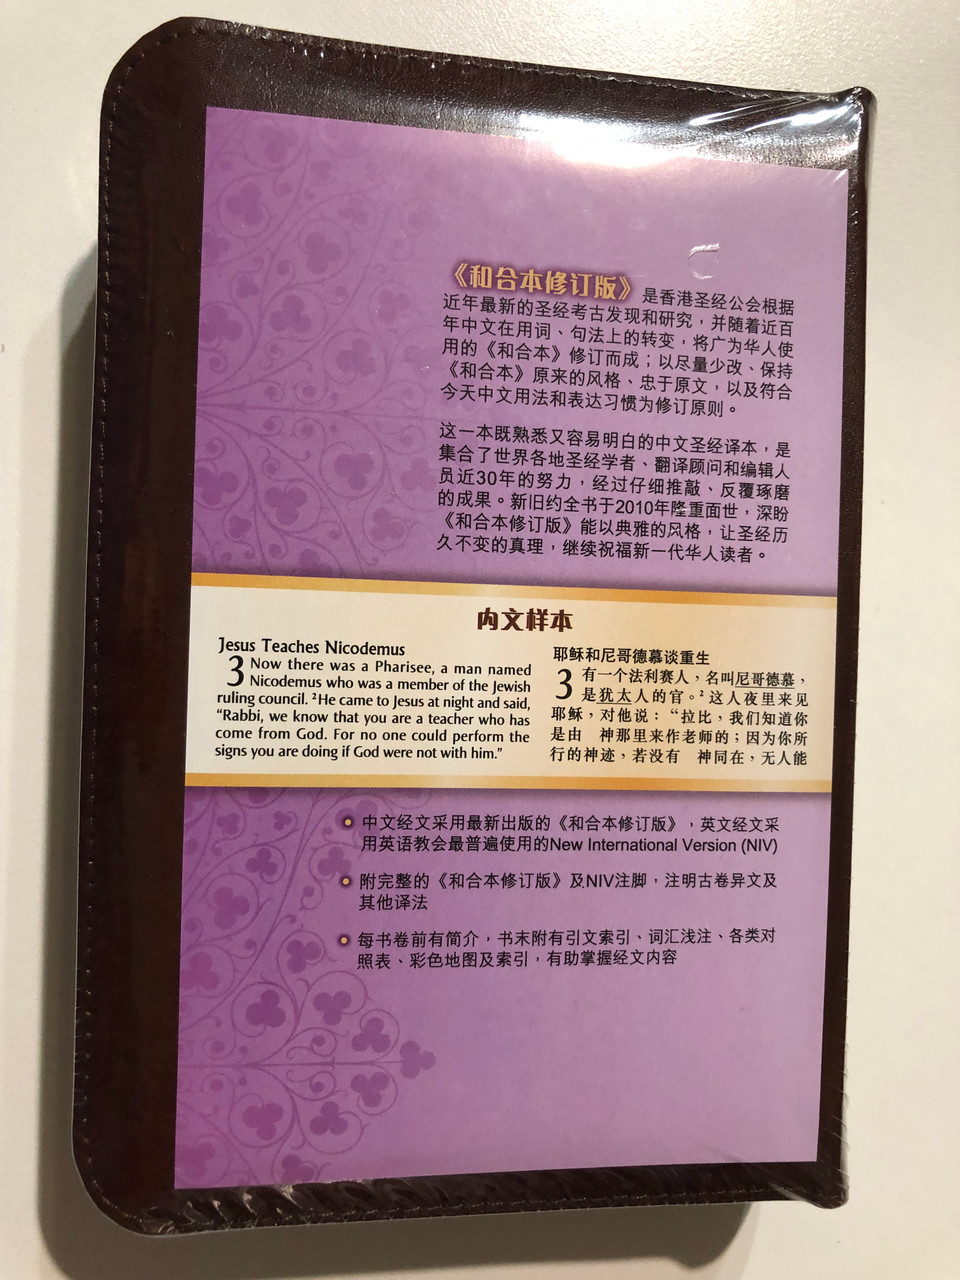 《和合本修订版》是香港圣经公会根据
近年最新的圣经考古发现和研究，并随着近百
年中文在用词、句法上的转变，将广为华人使
用的《和合本》修订而成；以尽量少改、保持
《和合本》原来的风格、忠于原文，以及符合
今天中文用法和表达习惯为修订原则。
这一本既熟悉又容易明白的中文圣经译本，是
集合了世界各地圣经学者、翻译顾问和编辑人
员近30年的努力，经过仔细推敲、反覆琢磨
的成果。新旧约全书于2010年隆重面世，深盼
《和合本修订版》能以典雅的风格，让圣经历
久不变的真理，继续祝福新一代华人读者。
内文样本
Jesus Teaches Nicodemus
3 Now there was a Pharisee, a man named
Nicodemus who was a member of the Jewish
ruling council. ²He came to Jesus at night and said,
“Rabbi, we know that you are a teacher who has
come from God. For no one could perform the
signs you are doing if God were not with him.”
耶稣和尼哥德慕谈重生
3 有一个法利赛人，名叫尼哥德慕，
是犹太人的官。²这人夜里来见
耶稣，对他说：“拉比，我们知道你
是由　神那里来作老师的；因为你所
行的神迹，若没有　神同在，无人能
中文经文采用最新出版的《和合本修订版》，英文经文采
用英语教会最普遍使用的New International Version (NIV)
附完整的《和合本修订版》及NIV注脚，注明古卷异文及
其他译法
每书卷前有简介，书末附有引文索引、词汇浅注、各类对
照表、彩色地图及索引，有助掌握经文内容